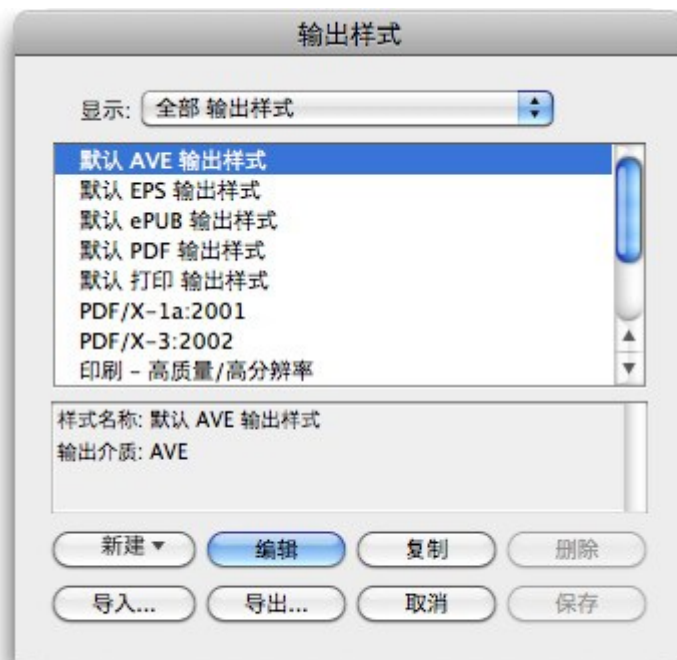 输出样式
显示: 全部 输出样式
默认 AVE 输出样式
默认 EPS 输出样式
默认 ePUB 输出样式
默认 PDF 输出样式
默认 打印 输出样式
PDF/X-1a:2001
PDF/X-3:2002
印刷 - 高质量/高分辨率
样式名称: 默认 AVE 输出样式
输出介质: AVE
新建 编辑 复制 删除
导入... 导出... 取消 保存